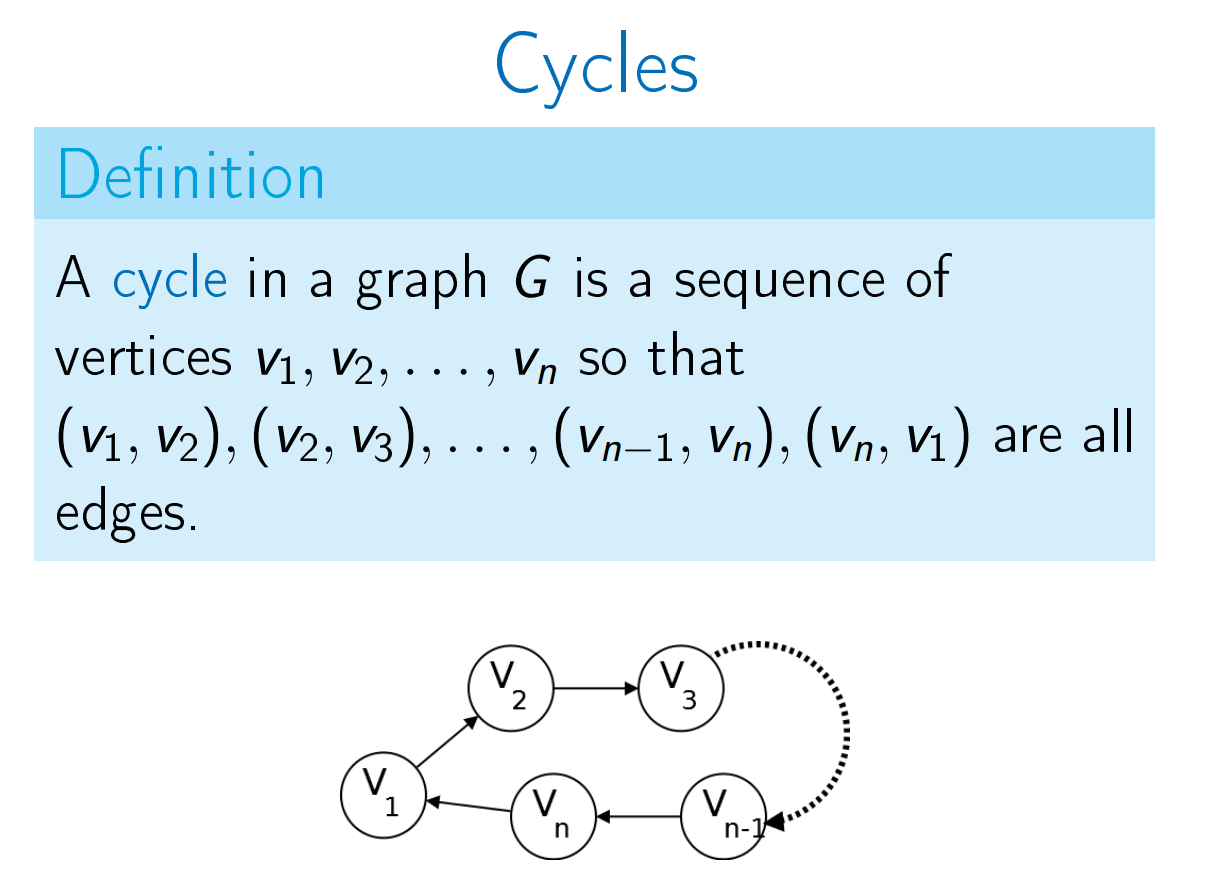 Cycles
Definition
A cycle in a graph G is a sequence of
vertices v₁, v₂, . . . , vₙ so that
(v₁, v₂), (v₂, v₃), . . . , (vₙ₋₁, vₙ), (vₙ, v₁) are all
edges.
V₂ V₃
V₁ Vₙ Vₙ₋₁